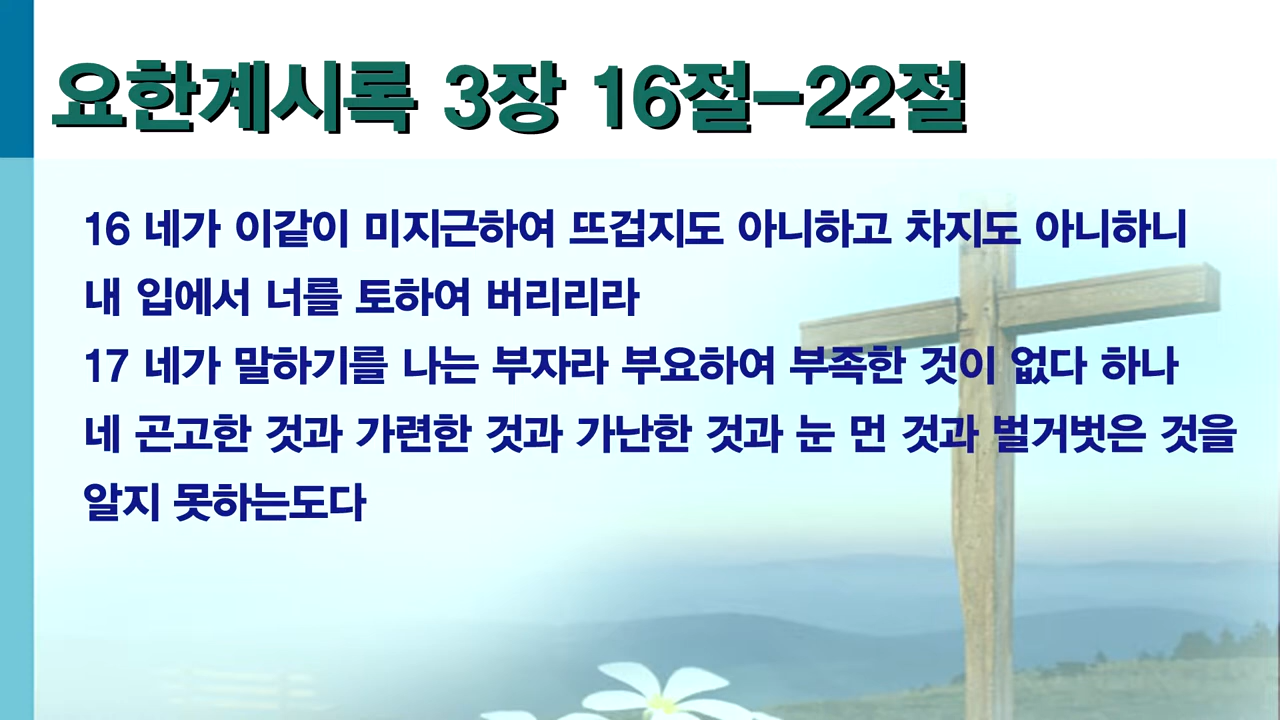 요한계시록 3장 16절-22절
16 네가 이같이 미지근하여 뜨겁지도 아니하고 차지도 아니하니
내 입에서 너를 토하여 버리리라
17 네가 말하기를 나는 부자라 부요하여 부족한 것이 없다 하나
네 곤고한 것과 가련한 것과 가난한 것과 눈 먼 것과 벌거벗은 것을
알지 못하는도다